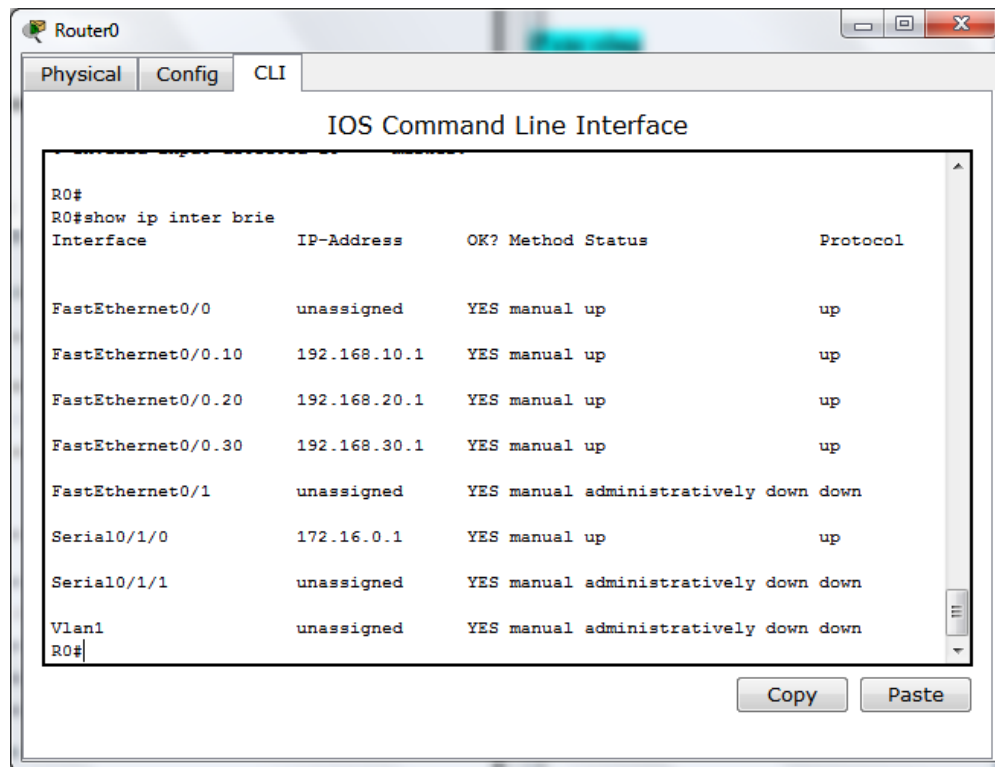 Router0
Physical Config CLI
IOS Command Line Interface
R0#
R0#show ip inter brie
Interface IP-Address OK? Method Status Protocol
FastEthernet0/0 unassigned YES manual up up
FastEthernet0/0.10 192.168.10.1 YES manual up up
FastEthernet0/0.20 192.168.20.1 YES manual up up
FastEthernet0/0.30 192.168.30.1 YES manual up up
FastEthernet0/1 unassigned YES manual administratively down down
Serial0/1/0 172.16.0.1 YES manual up up
Serial0/1/1 unassigned YES manual administratively down down
Vlan1 unassigned YES manual administratively down down
R0#
Copy Paste